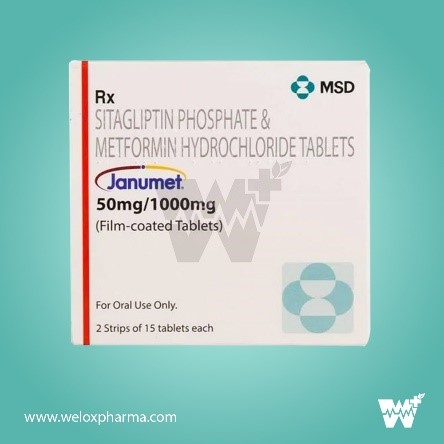 Rx
MSD
SITAGLIPTIN PHOSPHATE &
METFORMIN HYDROCHLORIDE TABLETS
Janumet
50mg/1000mg
(Film-coated Tablets)
For Oral Use Only.
2 Strips of 15 tablets each
www.weloxpharma.com